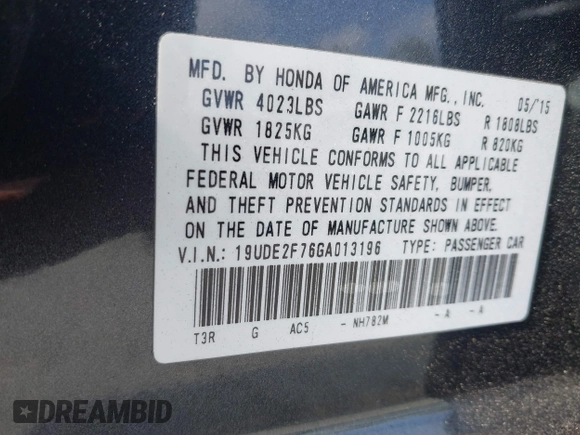 MFD. BY HONDA OF AMERICA MFG., INC. 05/'15
GVWR 4023LBS GAWR F 2216LBS R 1808LBS
GVWR 1825KG GAWR F 1005KG R 820KG
THIS VEHICLE CONFORMS TO ALL APPLICABLE
FEDERAL MOTOR VEHICLE SAFETY, BUMPER,
AND THEFT PREVENTION STANDARDS IN EFFECT
ON THE DATE OF MANUFACTURE SHOWN ABOVE.
V.I.N.: 19UDE2F76GA013196 TYPE: PASSENGER CAR
T3R G AC5 - NH782M - A - A
DREAMBID